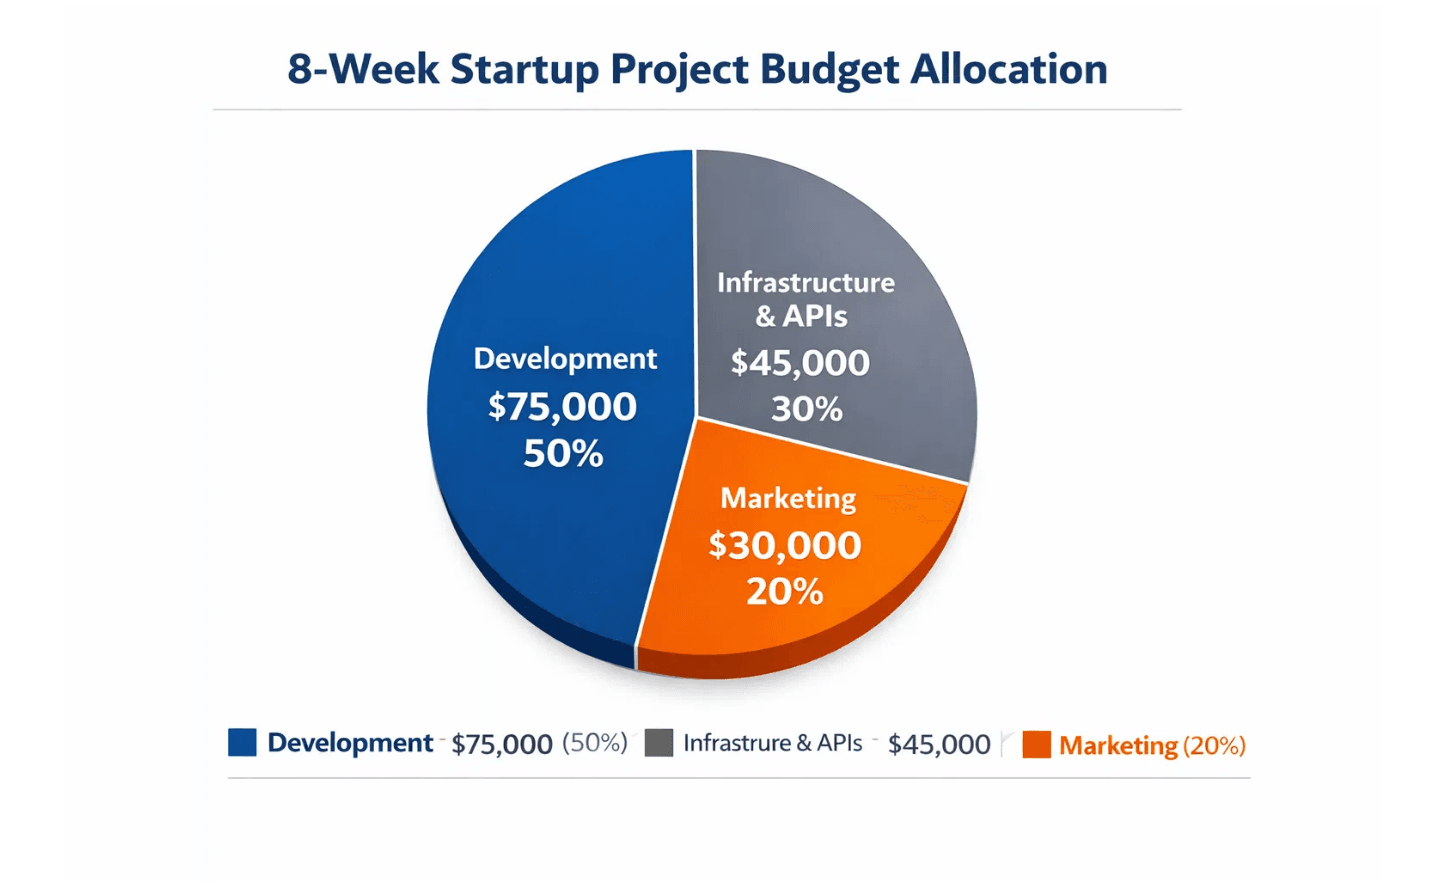 8-Week Startup Project Budget Allocation
Infrastructure
& APIs
$45,000
30%
Development
$75,000
50%
Marketing
$30,000
20%
Development - $75,000 (50%) Infrastrure & APIs - $45,000 Marketing (20%)